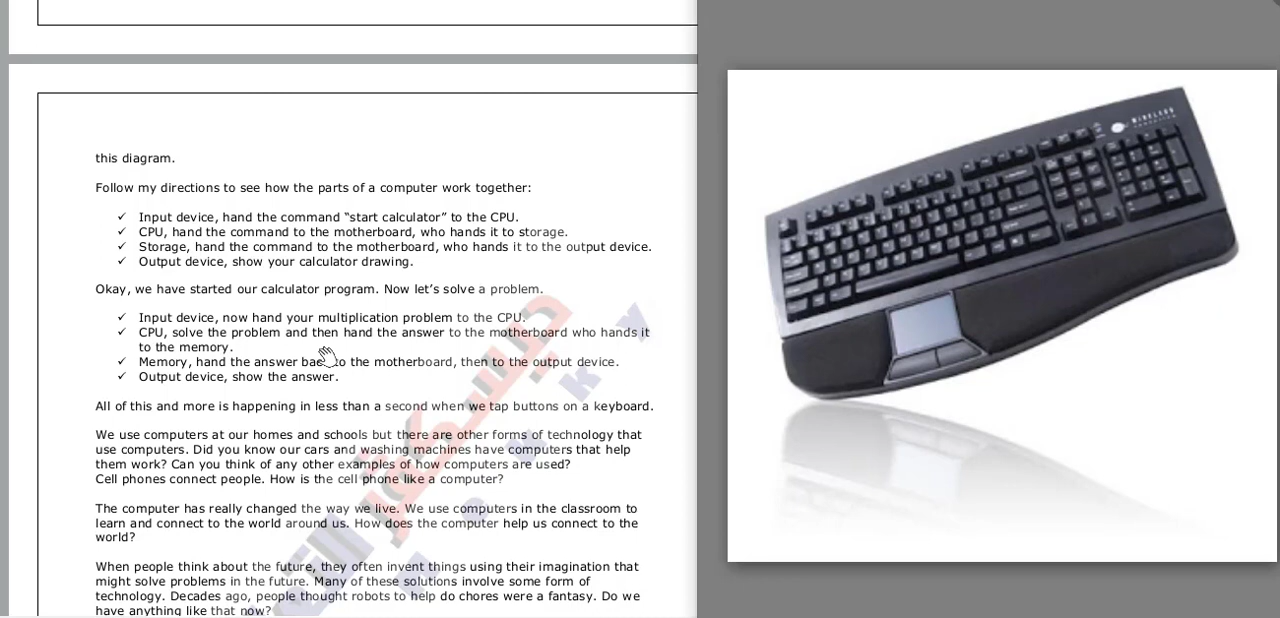 this diagram.
Follow my directions to see how the parts of a computer work together:
✓ Input device, hand the command “start calculator” to the CPU.
✓ CPU, hand the command to the motherboard, who hands it to storage.
✓ Storage, hand the command to the motherboard, who hands it to the output device.
✓ Output device, show your calculator drawing.
Okay, we have started our calculator program. Now let’s solve a problem.
✓ Input device, now hand your multiplication problem to the CPU.
✓ CPU, solve the problem and then hand the answer to the motherboard who hands it
to the memory.
✓ Memory, hand the answer back to the motherboard, then to the output device.
✓ Output device, show the answer.
All of this and more is happening in less than a second when we tap buttons on a keyboard.
We use computers at our homes and schools but there are other forms of technology that
use computers. Did you know our cars and washing machines have computers that help
them work? Can you think of any other examples of how computers are used?
Cell phones connect people. How is the cell phone like a computer?
The computer has really changed the way we live. We use computers in the classroom to
learn and connect to the world around us. How does the computer help us connect to the
world?
When people think about the future, they often invent things using their imagination that
might solve problems in the future. Many of these solutions involve some form of
technology. Decades ago, people thought robots to help do chores were a fantasy. Do we
have anything like that now?
WIRELESS